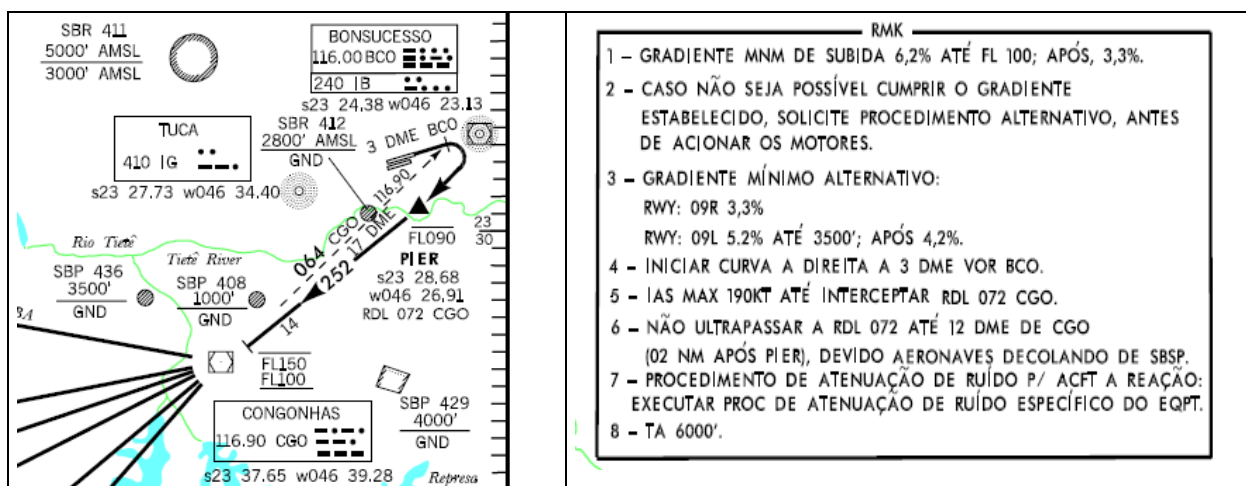 SBR 411
5000' AMSL
3000' AMSL
BONSUCESSO
116.00 BCO
240 IB
s23 24.38 w046 23.13
SBR 412
2800' AMSL
GND
3 DME BCO
TUCA
410 IG
s23 27.73 w046 34.40
116.90
064 CGO 17 DME
252
14
Rio Tietê
Tietê River
FL090
PIER
s23 28.68
w046 26.91
RDL 072 CGO
23
30
SBP 436
3500'
GND
SBP 408
1000'
GND
BA
FL150
FL100
CONGONHAS
116.90 CGO
s23 37.65 w046 39.28
SBP 429
4000'
GND
Represa
RMK
1 – GRADIENTE MNM DE SUBIDA 6,2% ATÉ FL 100; APÓS, 3,3%.
2 – CASO NÃO SEJA POSSÍVEL CUMPRIR O GRADIENTE
ESTABELECIDO, SOLICITE PROCEDIMENTO ALTERNATIVO, ANTES
DE ACIONAR OS MOTORES.
3 – GRADIENTE MÍNIMO ALTERNATIVO:
RWY: 09R 3,3%
RWY: 09L 5.2% ATÉ 3500'; APÓS 4,2%.
4 – INICIAR CURVA A DIREITA A 3 DME VOR BCO.
5 – IAS MAX 190KT ATÉ INTERCEPTAR RDL 072 CGO.
6 – NÃO ULTRAPASSAR A RDL 072 ATÉ 12 DME DE CGO
(02 NM APÓS PIER), DEVIDO AERONAVES DECOLANDO DE SBSP.
7 – PROCEDIMENTO DE ATENUAÇÃO DE RUÍDO P/ ACFT A REAÇÃO:
EXECUTAR PROC DE ATENUAÇÃO DE RUÍDO ESPECÍFICO DO EQPT.
8 – TA 6000'.